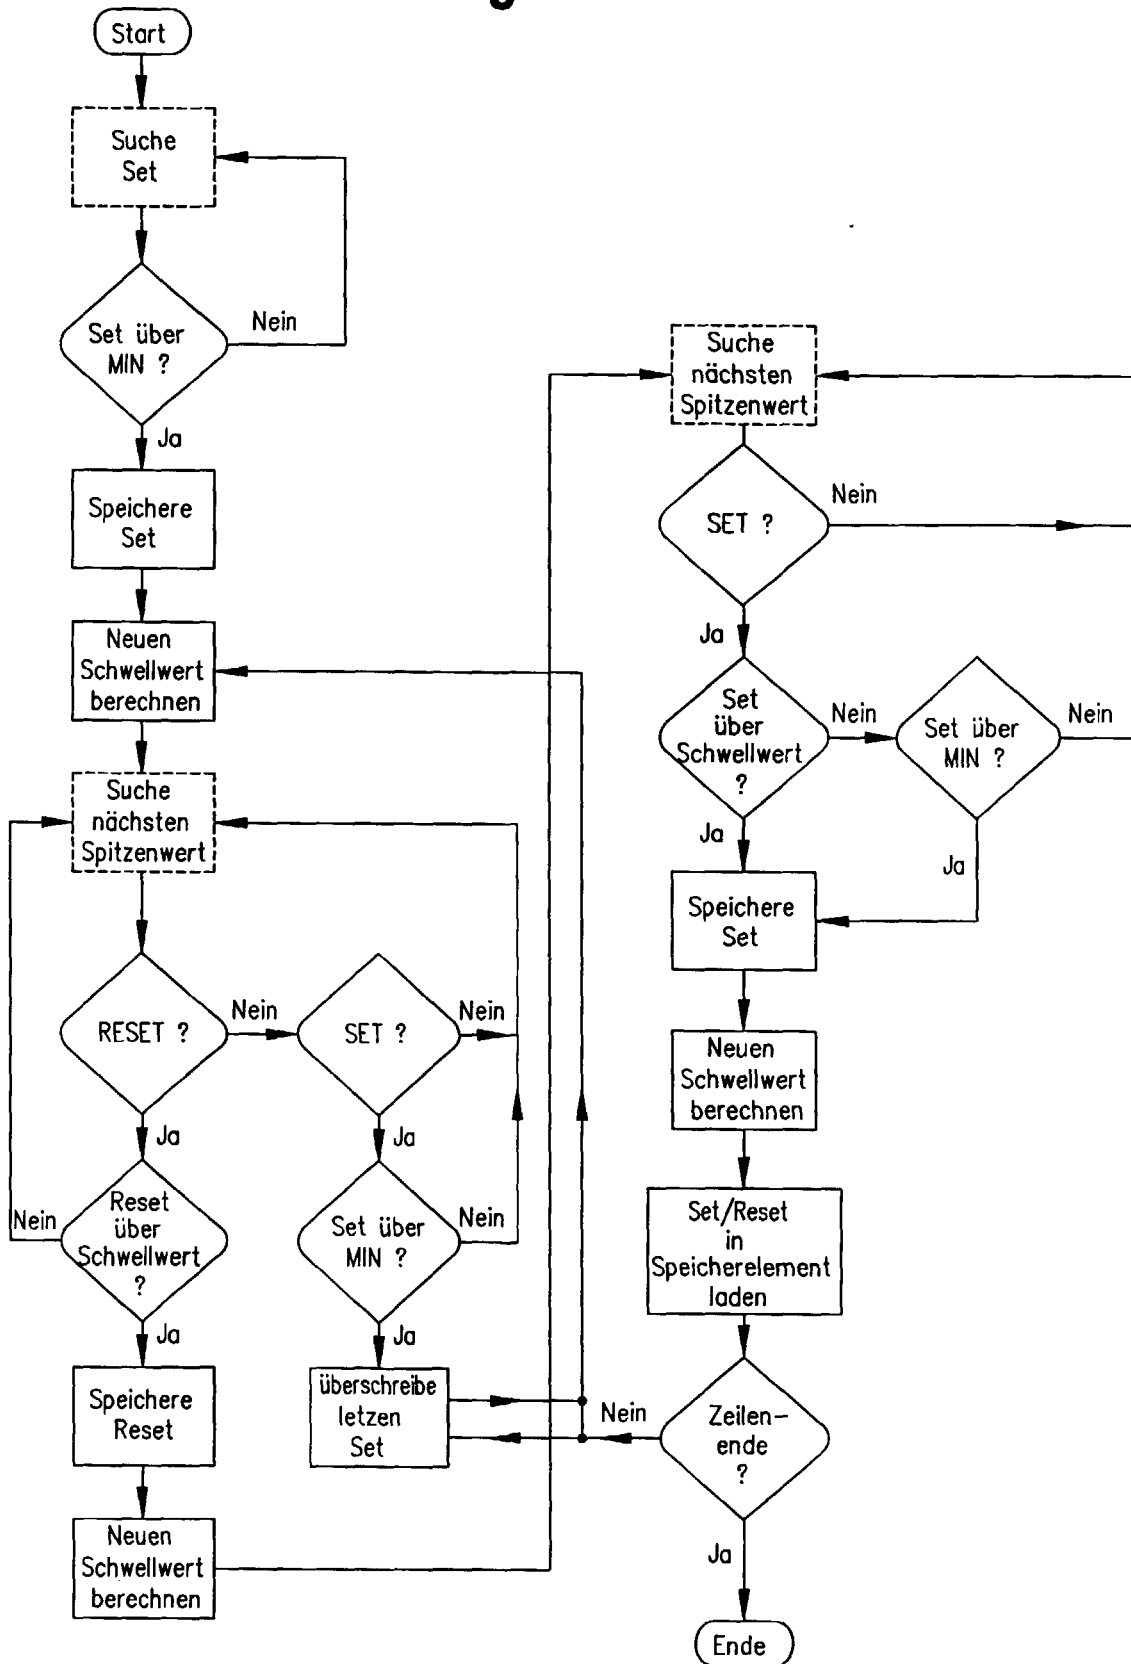 Start
Suche
Set
Set über
MIN ?
Nein
Ja
Speichere
Set
Neuen
Schwellwert
berechnen
Suche
nächsten
Spitzenwert
RESET ?
Nein
SET ?
Nein
Ja
Ja
Reset
über
Schwellwert
?
Nein
Set über
MIN ?
Nein
Ja
Ja
Speichere
Reset
überschreibe
letzen
Set
Neuen
Schwellwert
berechnen
Suche
nächsten
Spitzenwert
SET ?
Nein
Ja
Set
über
Schwellwert
?
Nein
Set über
MIN ?
Nein
Ja
Ja
Speichere
Set
Neuen
Schwellwert
berechnen
Set/Reset
in
Speicherelement
laden
Zeilen-
ende
?
Nein
Ja
Ende